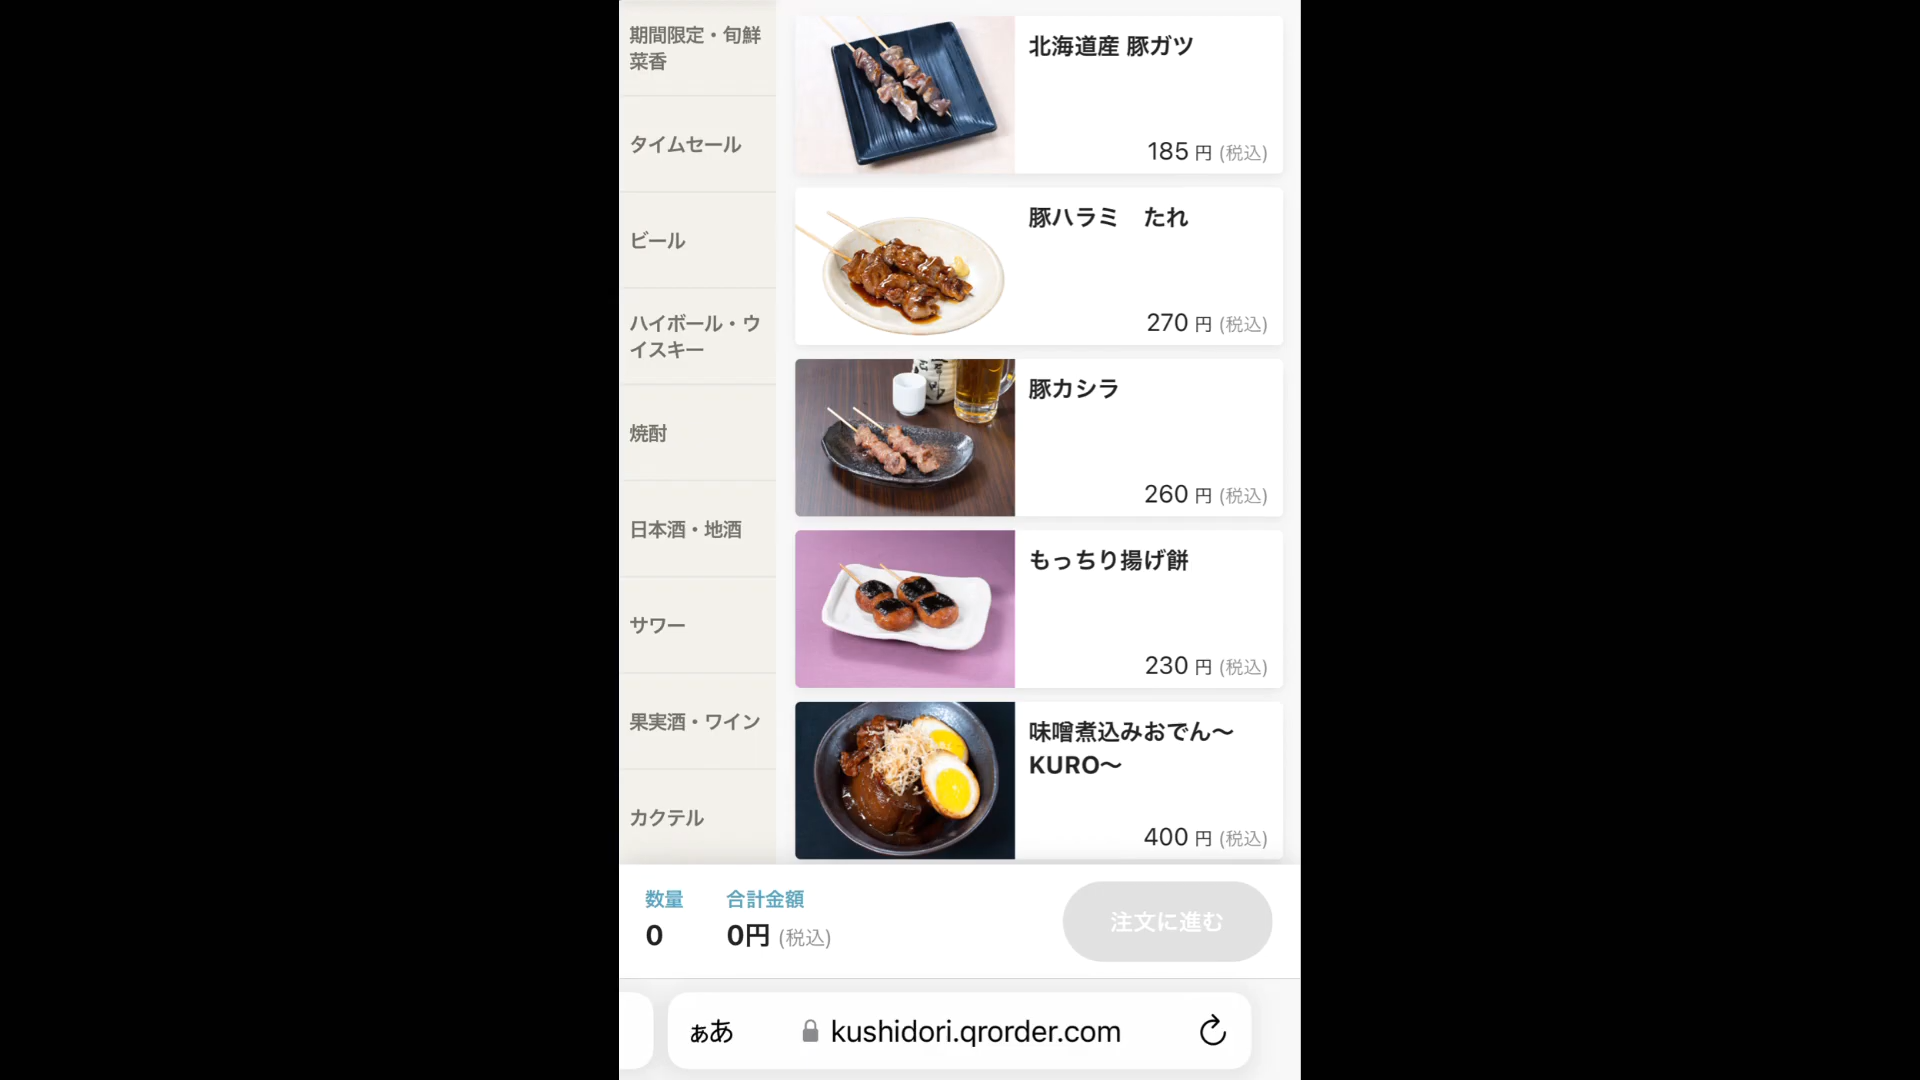 期間限定・旬鮮
菜香
タイムセール
ビール
ハイボール・ウ
イスキー
焼酎
日本酒・地酒
サワー
果実酒・ワイン
カクテル
北海道産 豚ガツ
185 円 (税込)
豚ハラミ　たれ
270 円 (税込)
豚カシラ
260 円 (税込)
もっちり揚げ餅
230 円 (税込)
味噌煮込みおでん〜
KURO〜
400 円 (税込)
数量
0
合計金額
0円 (税込)
注文に進む
ぁあ
kushidori.qrorder.com